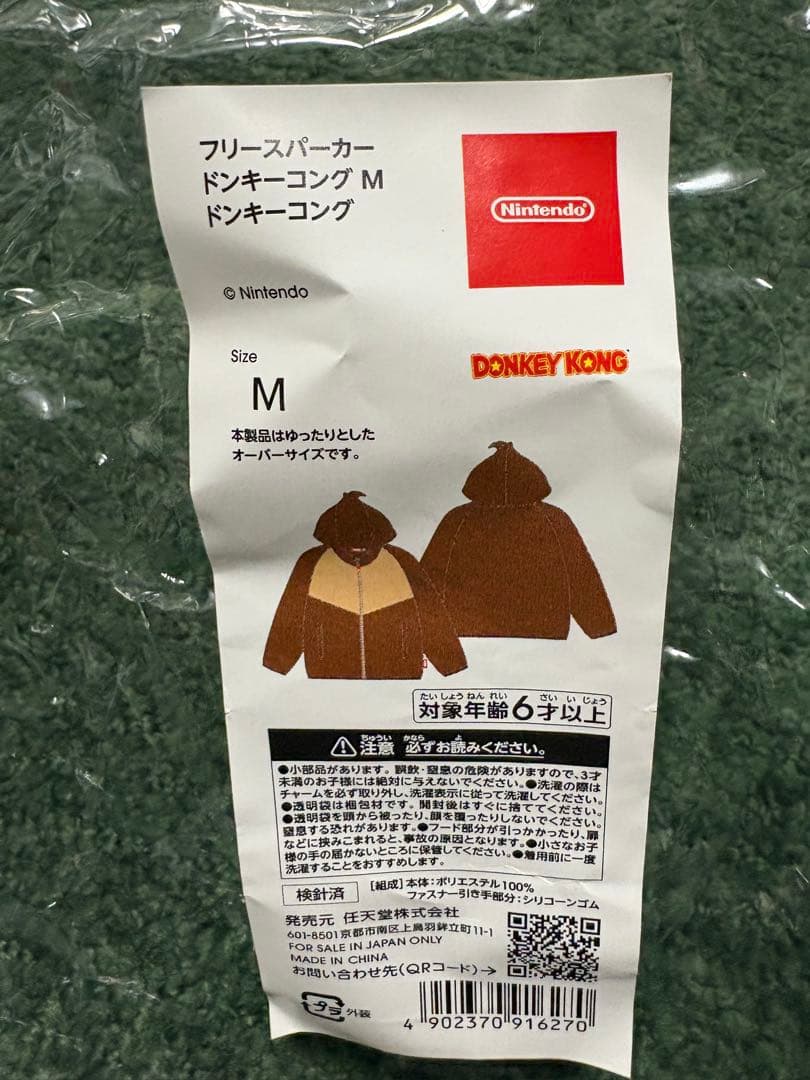 フリースパーカー
ドンキーコング M
ドンキーコング
Nintendo
© Nintendo
Size
M
DONKEY KONG
本製品はゆったりとした
オーバーサイズです。
たいしょうねんれい さい いじょう
対象年齢6才以上
ちゅうい かなら よ
注意 必ずお読みください。
●小部品があります。誤飲・窒息の危険がありますので、3才
未満のお子様には絶対に与えないでください。●洗濯の際は
チャームを必ず取り外し、洗濯表示に従って洗濯してください。
●透明袋は梱包材です。開封後はすぐに捨ててください。
●透明袋を頭から被ったり、顔を覆ったりしないでください。
窒息する恐れがあります。●フード部分が引っかかったり、扉
などに挟みこまれると、事故の原因となります。●小さなお子
様の手の届かないところに保管してください。●着用前に一度
洗濯することをおすすめします。
検針済
[組成]本体:ポリエステル100%
ファスナー引き手部分:シリコーンゴム
発売元 任天堂株式会社
601-8501京都市南区上鳥羽鉾立町11-1
FOR SALE IN JAPAN ONLY
MADE IN CHINA
お問い合わせ先(QRコード)→
プラ 外装
4 902370 916270